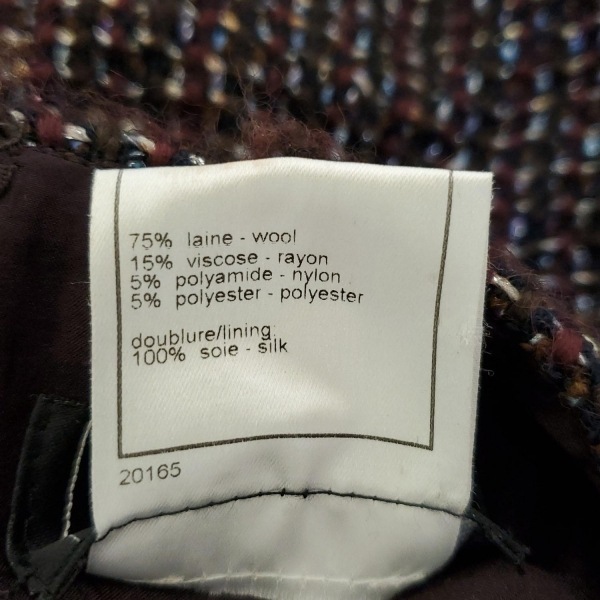 75% laine - wool
15% viscose - rayon
5% polyamide - nylon
5% polyester - polyester
doublure/lining:
100% soie - silk
20165